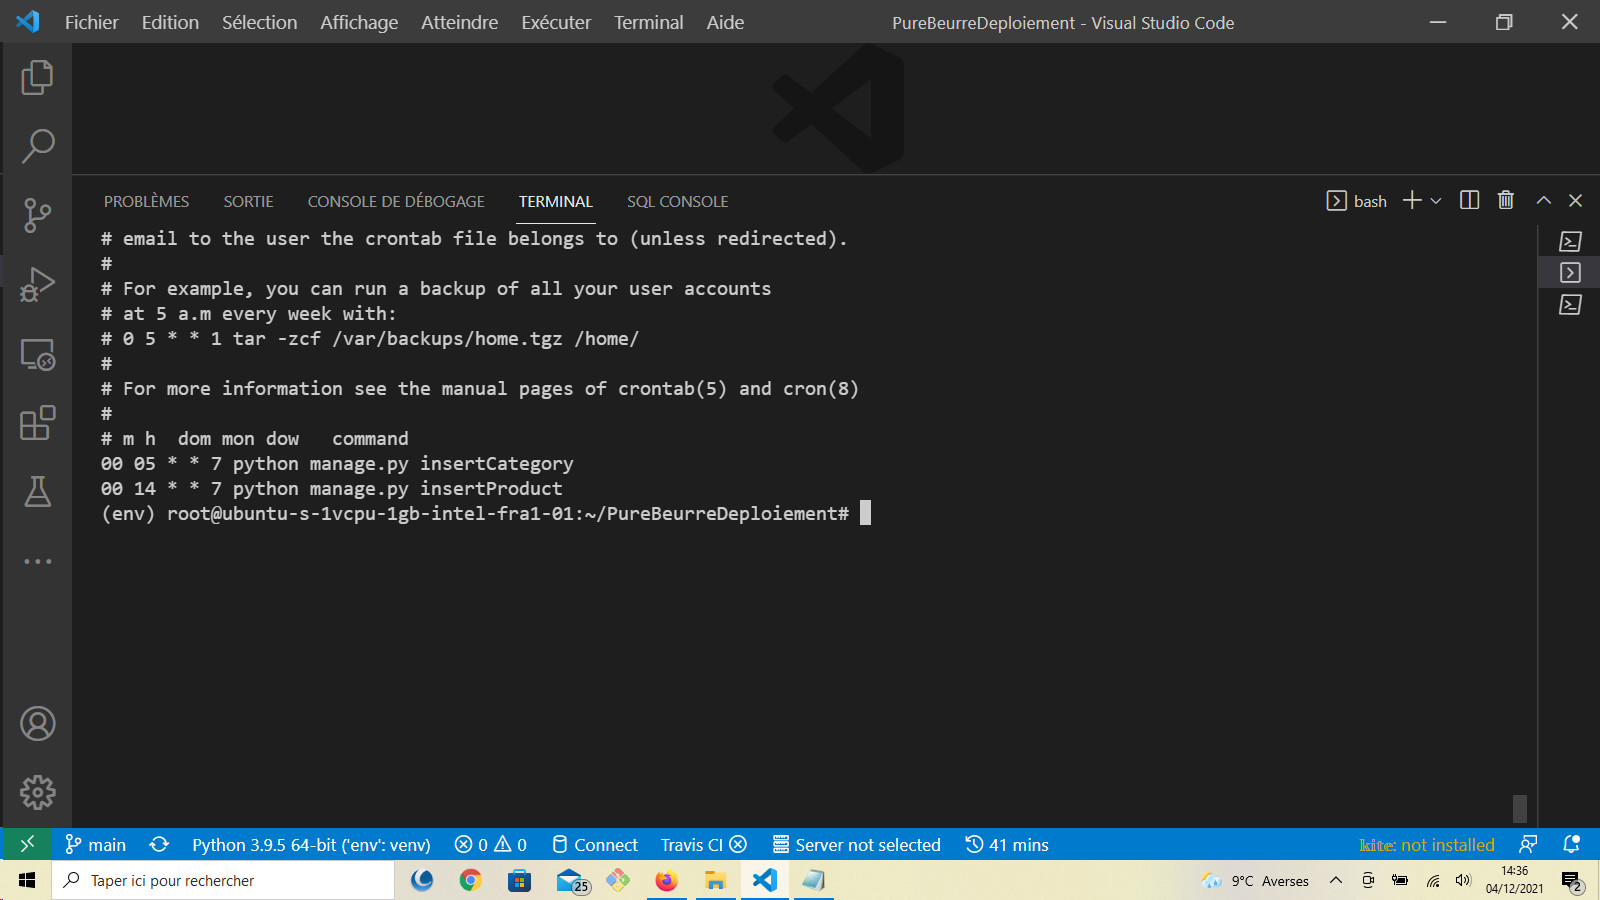 Fichier Edition Sélection Affichage Atteindre Exécuter Terminal Aide PureBeurreDeploiement - Visual Studio Code
PROBLÈMES SORTIE CONSOLE DE DÉBOGAGE TERMINAL SQL CONSOLE bash
# email to the user the crontab file belongs to (unless redirected).
#
# For example, you can run a backup of all your user accounts
# at 5 a.m every week with:
# 0 5 * * 1 tar -zcf /var/backups/home.tgz /home/
#
# For more information see the manual pages of crontab(5) and cron(8)
#
# m h  dom mon dow   command
00 05 * * 7 python manage.py insertCategory
00 14 * * 7 python manage.py insertProduct
(env) root@ubuntu-s-1vcpu-1gb-intel-fra1-01:~/PureBeurreDeploiement#
main Python 3.9.5 64-bit ('env': venv) 0 0 Connect Travis CI Server not selected 41 mins kite: not installed
Taper ici pour rechercher 25 9°C Averses 14:36
04/12/2021 2